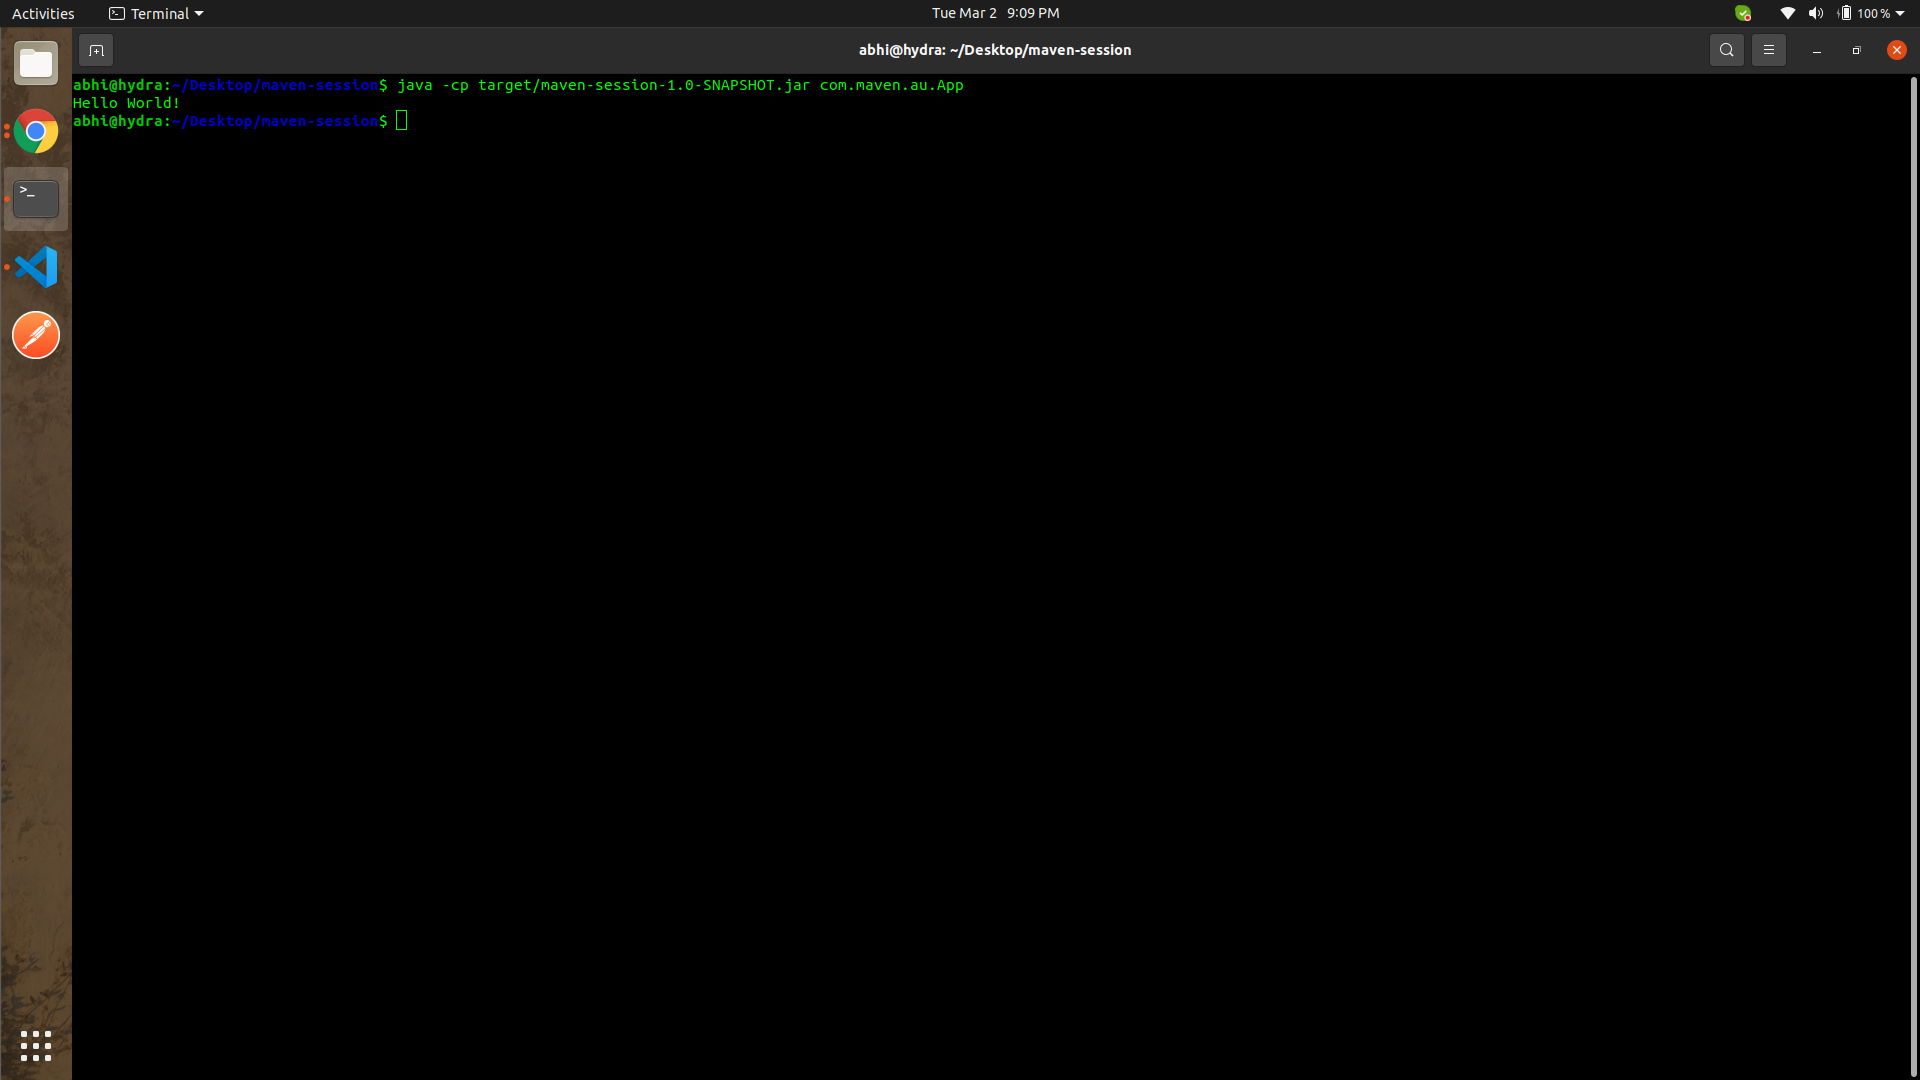 Activities
Terminal
Tue Mar 2 9:09 PM
100 %
abhi@hydra: ~/Desktop/maven-session
abhi@hydra:~/Desktop/maven-session$ java -cp target/maven-session-1.0-SNAPSHOT.jar com.maven.au.App
Hello World!
abhi@hydra:~/Desktop/maven-session$
>_